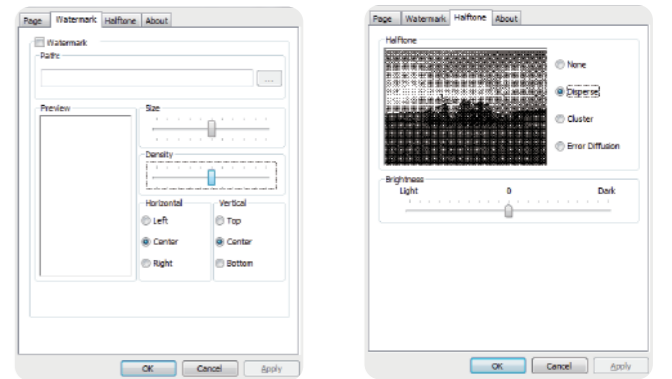 Page Watermark Halftone About
Watermark
Path:
...
Preview
Size
Density
Horizontal
Vertical
Left
Top
Center
Center
Right
Bottom
OK Cancel Apply
Page Watermark Halftone About
Halftone
None
Disperse
Cluster
Error Diffusion
Brightness
Light 0 Dark
OK Cancel Apply